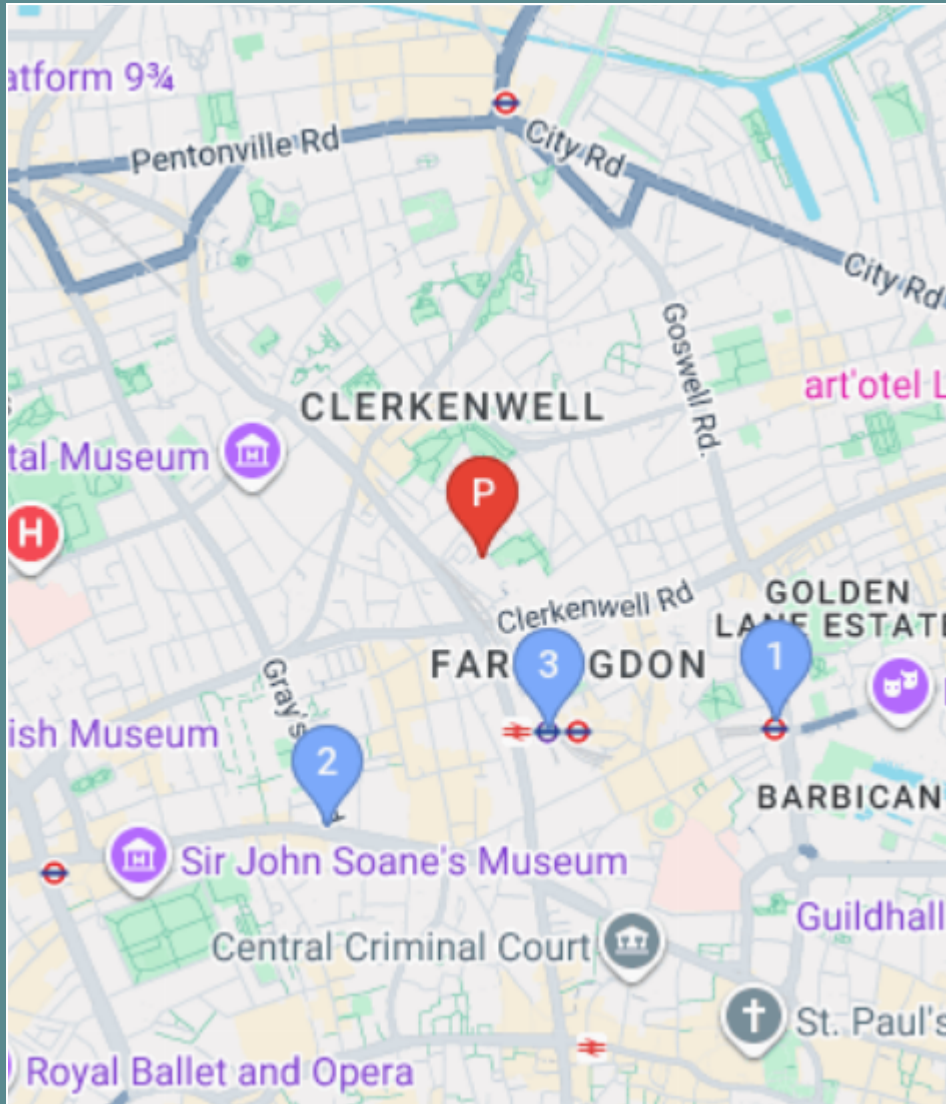 atform 9¾
Pentonville Rd
City Rd
City Rd
Goswell Rd.
art'otel L
CLERKENWELL
tal Museum
P
H
Clerkenwell Rd
GOLDEN
LANE ESTATE
FAR GDON
3
1
Gray's
ish Museum
2
BARBICAN
Sir John Soane's Museum
Guildhall
Central Criminal Court
St. Paul's
Royal Ballet and Opera